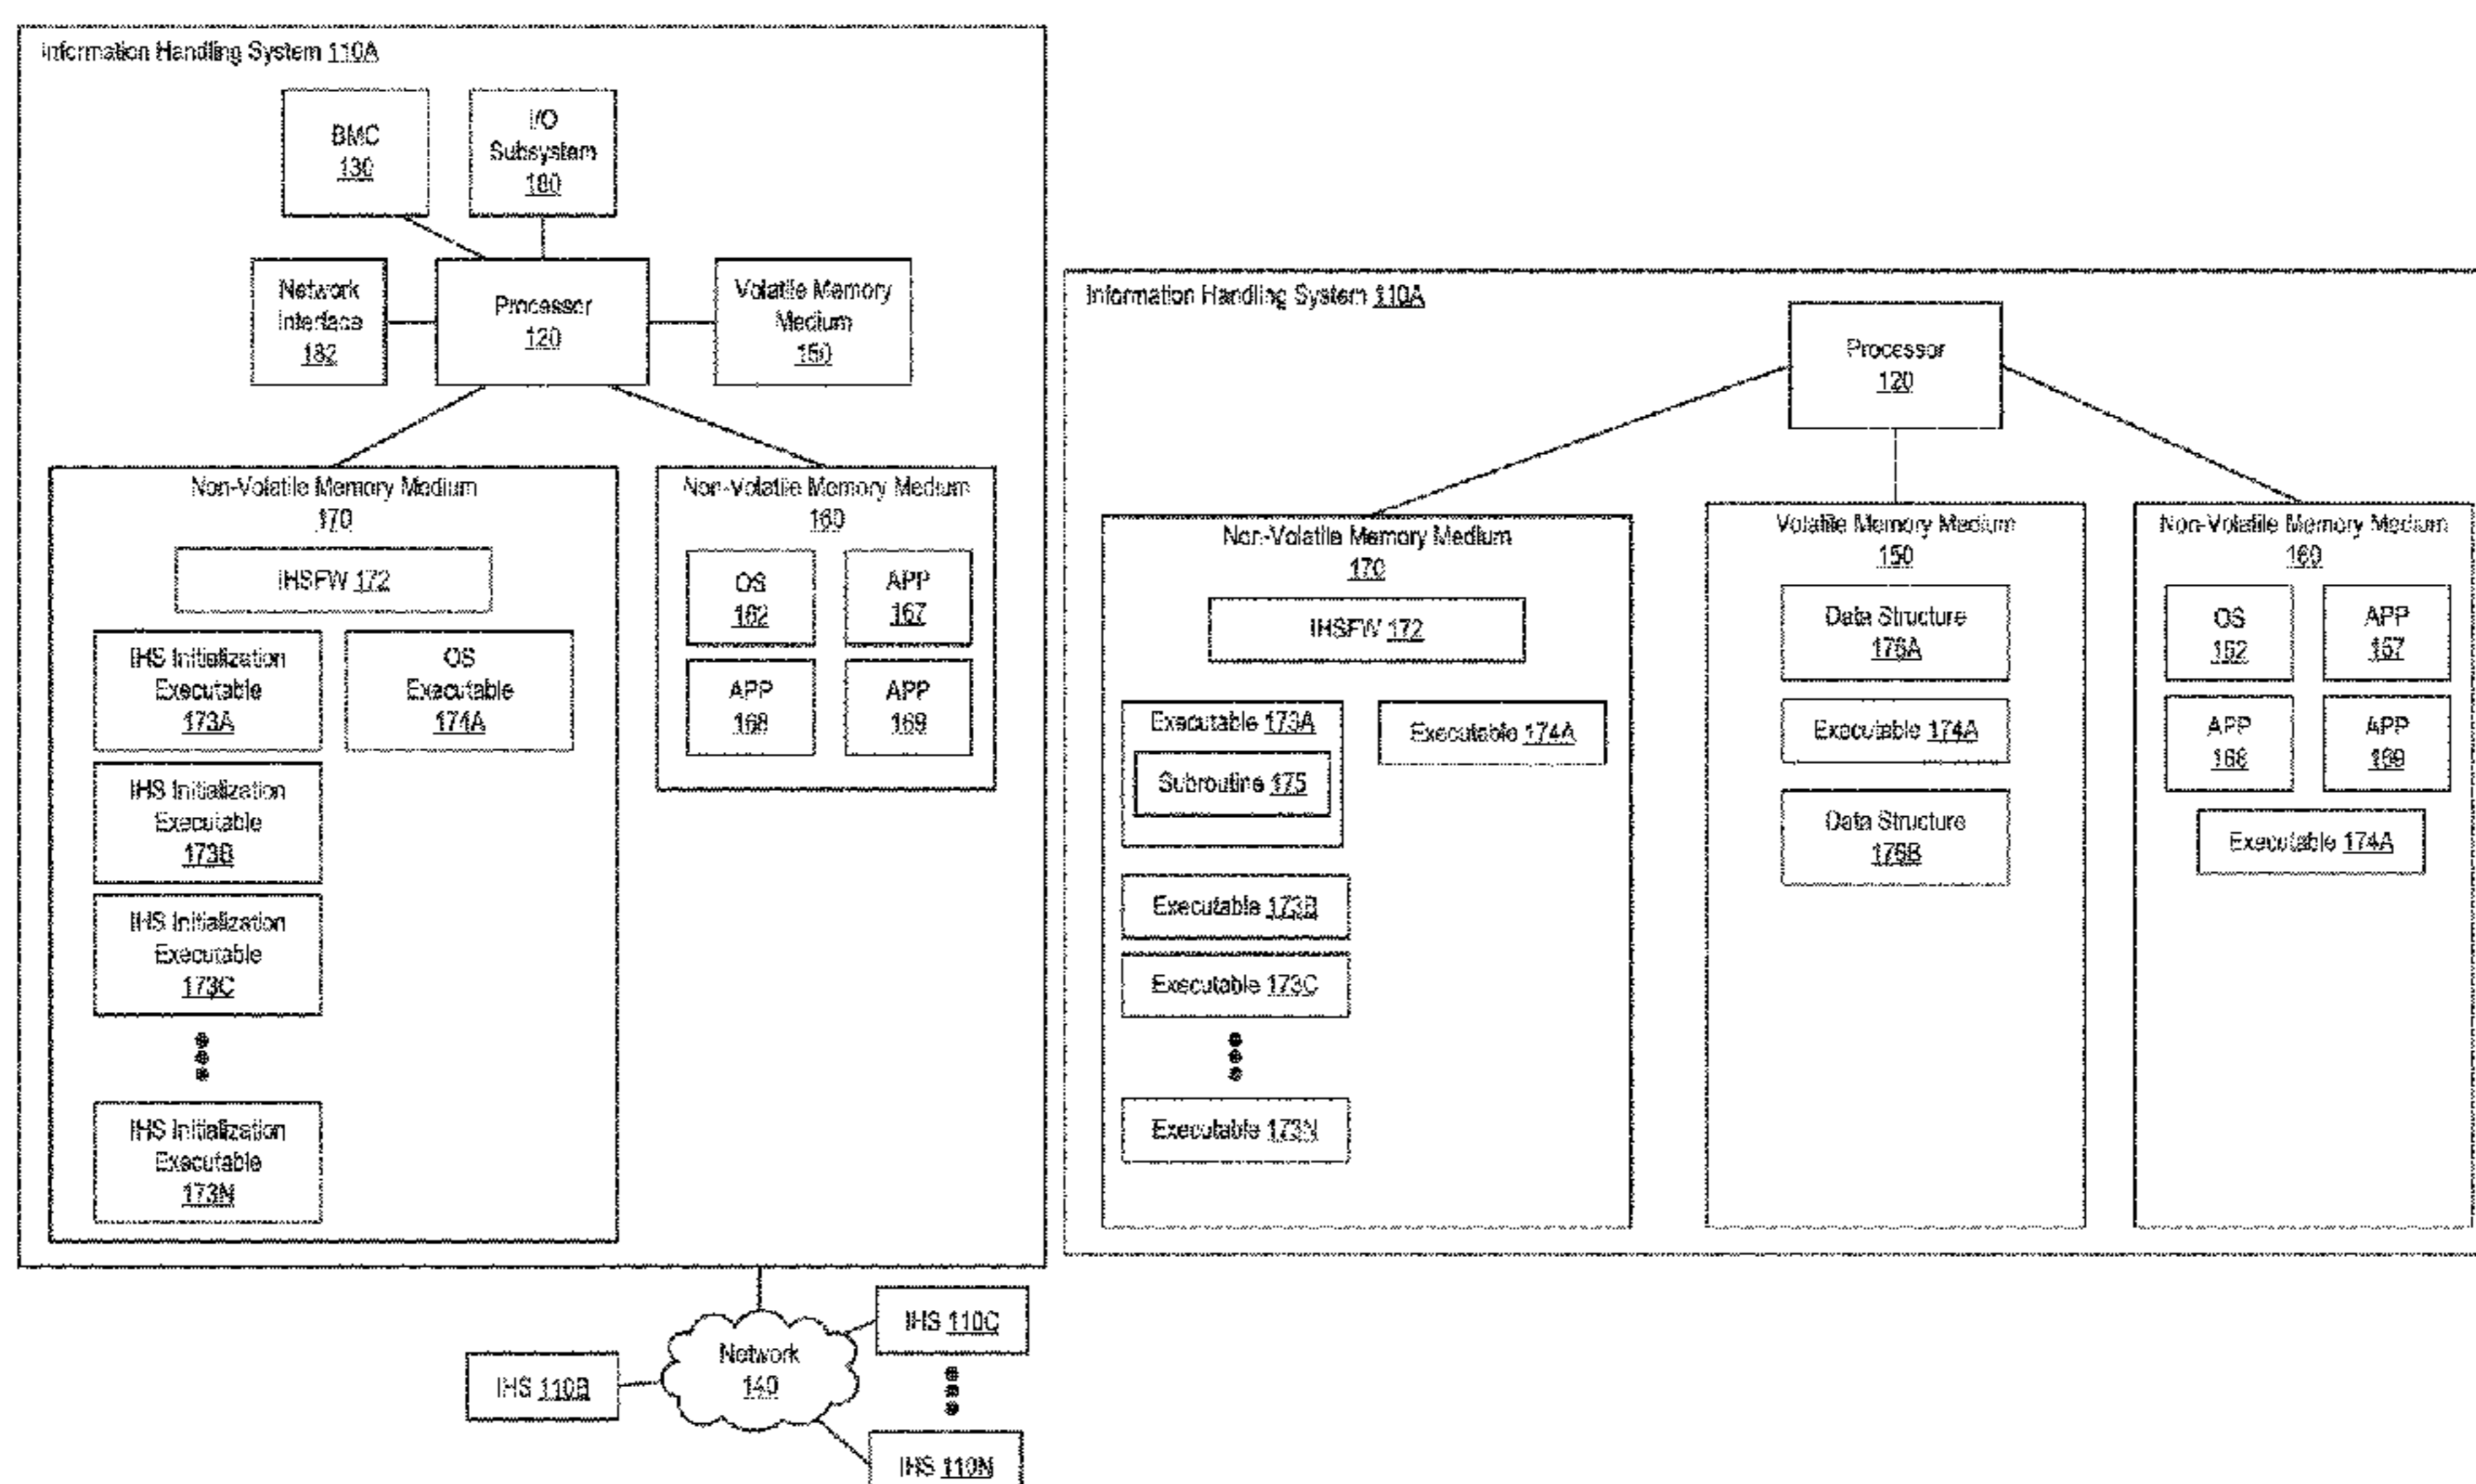 Information Handling System 110A
BMC
130
I/O
Subsystem
180
Network
Interface
182
Processor
120
Volatile Memory
Medium
150
Non-Volatile Memory Medium
170
IHSFW 172
IHS Initialization
Executable
173A
OS
Executable
174A
IHS Initialization
Executable
173B
IHS Initialization
Executable
173C
IHS Initialization
Executable
173N
Non-Volatile Memory Medium
160
OS
162
APP
167
APP
168
APP
169
Network
140
IHS 110B
IHS 110C
IHS 110N
Information Handling System 110A
Processor
120
Non-Volatile Memory Medium
170
IHSFW 172
Executable 173A
Subroutine 175
Executable 174A
Executable 173B
Executable 173C
Executable 173N
Volatile Memory Medium
150
Data Structure
176A
Executable 174A
Data Structure
176B
Non-Volatile Memory Medium
160
OS
162
APP
167
APP
168
APP
169
Executable 174A